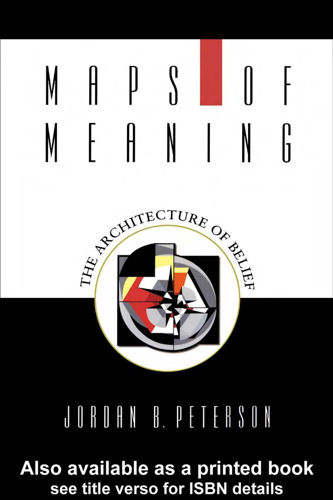 MAPS OF
MEANING
THE ARCHITECTURE OF BELIEF
JORDAN B. PETERSON
Also available as a printed book
see title verso for ISBN details